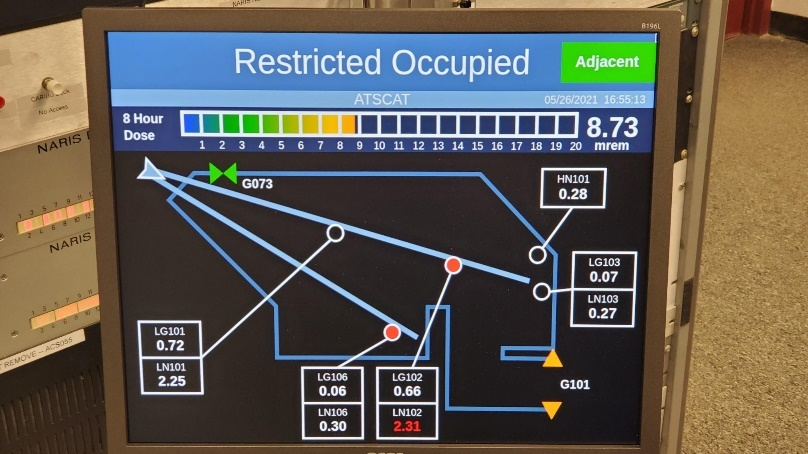 B196L
Restricted Occupied
Adjacent
ATSCAT
05/26/2021 16:55:13
8 Hour
Dose
8.73
mrem
1 2 3 4 5 6 7 8 9 10 11 12 13 14 15 16 17 18 19 20
No Access
NARIS
NARIS
REMOVE – ACS055
G073
HN101
0.28
LG103
0.07
LN103
0.27
LG101
0.72
LN101
2.25
LG106
0.06
LN106
0.30
LG102
0.66
LN102
2.31
G101